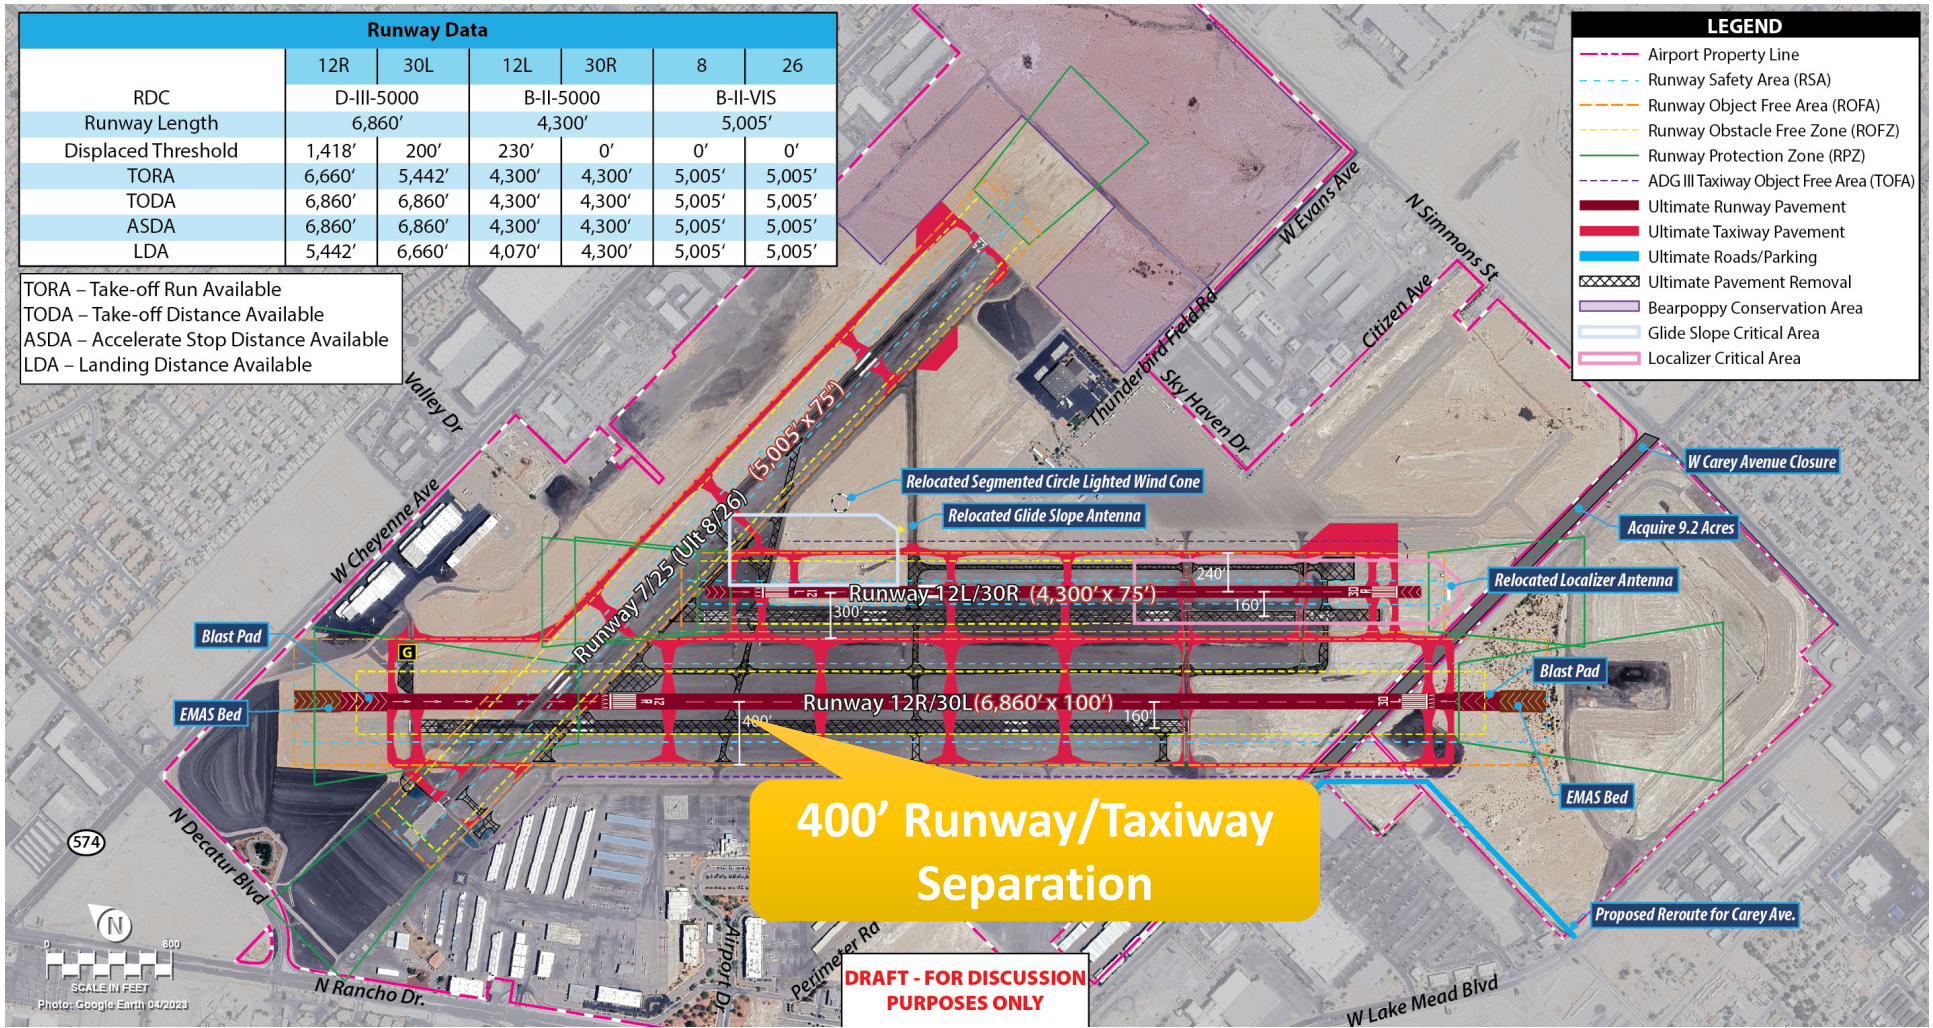 Runway Data
12R 30L 12L 30R 8 26
RDC D-III-5000 B-II-5000 B-II-VIS
Runway Length 6,860' 4,300' 5,005'
Displaced Threshold 1,418' 200' 230' 0' 0' 0'
TORA 6,660' 5,442' 4,300' 4,300' 5,005' 5,005'
TODA 6,860' 6,860' 4,300' 4,300' 5,005' 5,005'
ASDA 6,860' 6,860' 4,300' 4,300' 5,005' 5,005'
LDA 5,442' 6,660' 4,070' 4,300' 5,005' 5,005'
TORA – Take-off Run Available
TODA – Take-off Distance Available
ASDA – Accelerate Stop Distance Available
LDA – Landing Distance Available
LEGEND
Airport Property Line
Runway Safety Area (RSA)
Runway Object Free Area (ROFA)
Runway Obstacle Free Zone (ROFZ)
Runway Protection Zone (RPZ)
ADG III Taxiway Object Free Area (TOFA)
Ultimate Runway Pavement
Ultimate Taxiway Pavement
Ultimate Roads/Parking
Ultimate Pavement Removal
Bearpoppy Conservation Area
Glide Slope Critical Area
Localizer Critical Area
W Evans Ave
N Simmons St
Citizen Ave
Thunderbird Field Rd
Sky Haven Dr
Valley Dr
W Cheyenne Ave
W Carey Avenue Closure
Relocated Segmented Circle Lighted Wind Cone
Relocated Glide Slope Antenna
Acquire 9.2 Acres
Relocated Localizer Antenna
Runway 7/25 (Ult 8/26) (5,005' x 75')
240'
Runway 12L/30R (4,300' x 75')
12
L
30
R
160'
300'
Blast Pad
G
Blast Pad
EMAS Bed
12
R
Runway 12R/30L(6,860' x 100')
30
L
400'
160'
EMAS Bed
400' Runway/Taxiway
Separation
N Decatur Blvd
574
Proposed Reroute for Carey Ave.
N
0 800
SCALE IN FEET
Photo: Google Earth 04/2023
N Rancho Dr.
Airport Dr
Perimeter Rd
DRAFT - FOR DISCUSSION
PURPOSES ONLY
W Lake Mead Blvd